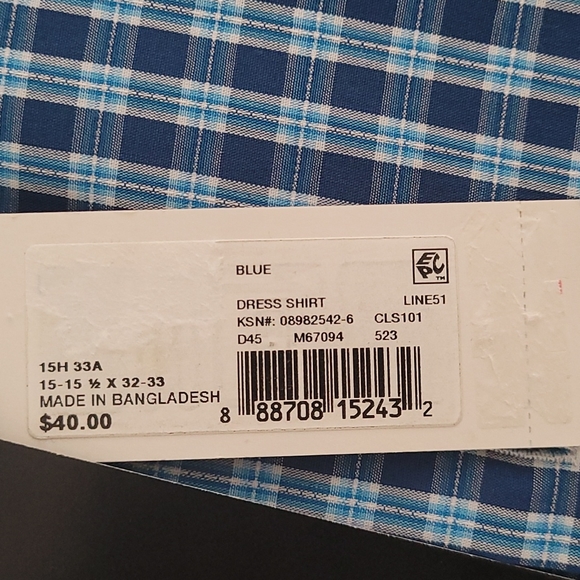 BLUE
EPC™
DRESS SHIRT LINE51
KSN#: 08982542-6 CLS101
D45 M67094 523
15H 33A
15-15 ½ X 32-33
MADE IN BANGLADESH
$40.00
8 88708 15243 2